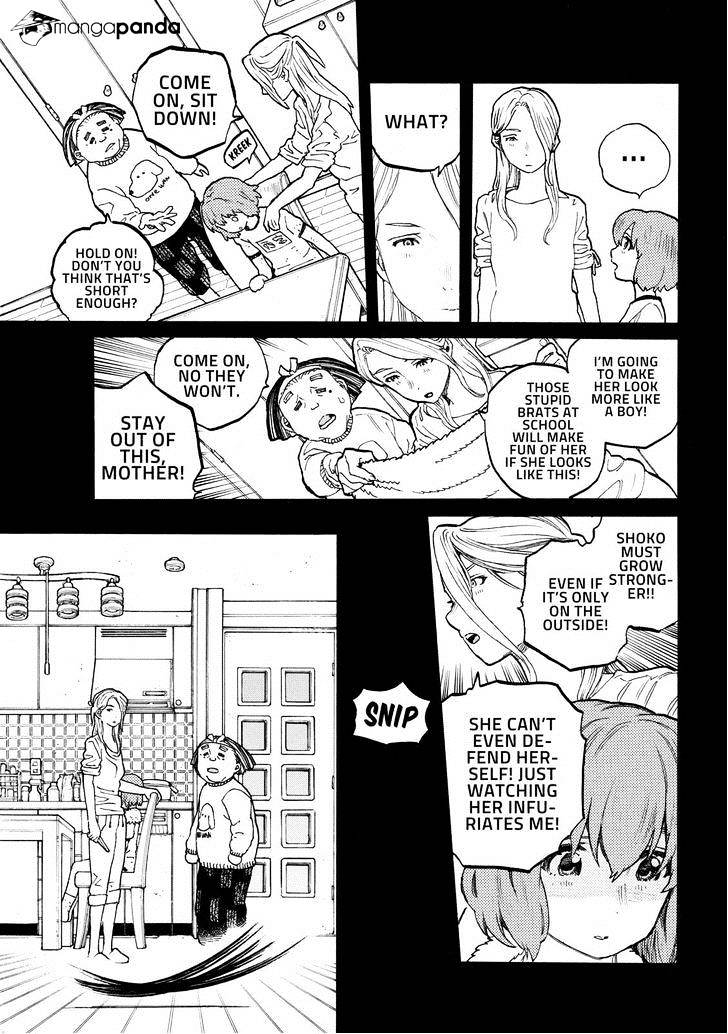 mangapanda
...
WHAT?
COME
ON, SIT
DOWN!
KREEK
HOLD ON!
DON'T YOU
THINK THAT'S
SHORT
ENOUGH?
I'M GOING
TO MAKE
HER LOOK
MORE LIKE
A BOY!
THOSE
STUPID
BRATS AT
SCHOOL
WILL MAKE
FUN OF HER
IF SHE LOOKS
LIKE THIS!
COME ON,
NO THEY
WON'T.
STAY
OUT OF
THIS,
MOTHER!
SHOKO
MUST
GROW
STRONG-
ER!!
EVEN IF
IT'S ONLY
ON THE
OUTSIDE!
SHE CAN'T
EVEN DE-
FEND HER-
SELF! JUST
WATCHING
HER INFU-
RIATES ME!
SNIP